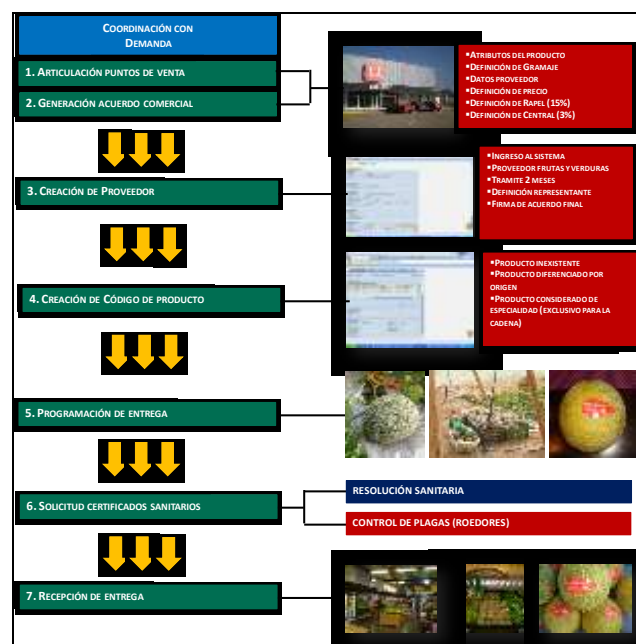 COORDINACIÓN CON
DEMANDA
1. ARTICULACIÓN PUNTOS DE VENTA
2. GENERACIÓN ACUERDO COMERCIAL
▪ATRIBUTOS DEL PRODUCTO
▪DEFINICIÓN DE GRAMAJE
▪DATOS PROVEEDOR
▪DEFINICIÓN DE PRECIO
▪DEFINICIÓN DE RAPEL (15%)
▪DEFINICIÓN DE CENTRAL (3%)
3. CREACIÓN DE PROVEEDOR
▪INGRESO AL SISTEMA
▪PROVEEDOR FRUTAS Y VERDURAS
▪TRAMITE 2 MESES
▪DEFINICIÓN REPRESENTANTE
▪FIRMA DE ACUERDO FINAL
4. CREACIÓN DE CÓDIGO DE PRODUCTO
▪PRODUCTO INEXISTENTE
▪PRODUCTO DIFERENCIADO POR
ORIGEN
▪PRODUCTO CONSIDERADO DE
ESPECIALIDAD (EXCLUSIVO PARA LA
CADENA)
5. PROGRAMACIÓN DE ENTREGA
6. SOLICITUD CERTIFICADOS SANITARIOS
RESOLUCIÓN SANITARIA
CONTROL DE PLAGAS (ROEDORES)
7. RECEPCIÓN DE ENTREGA